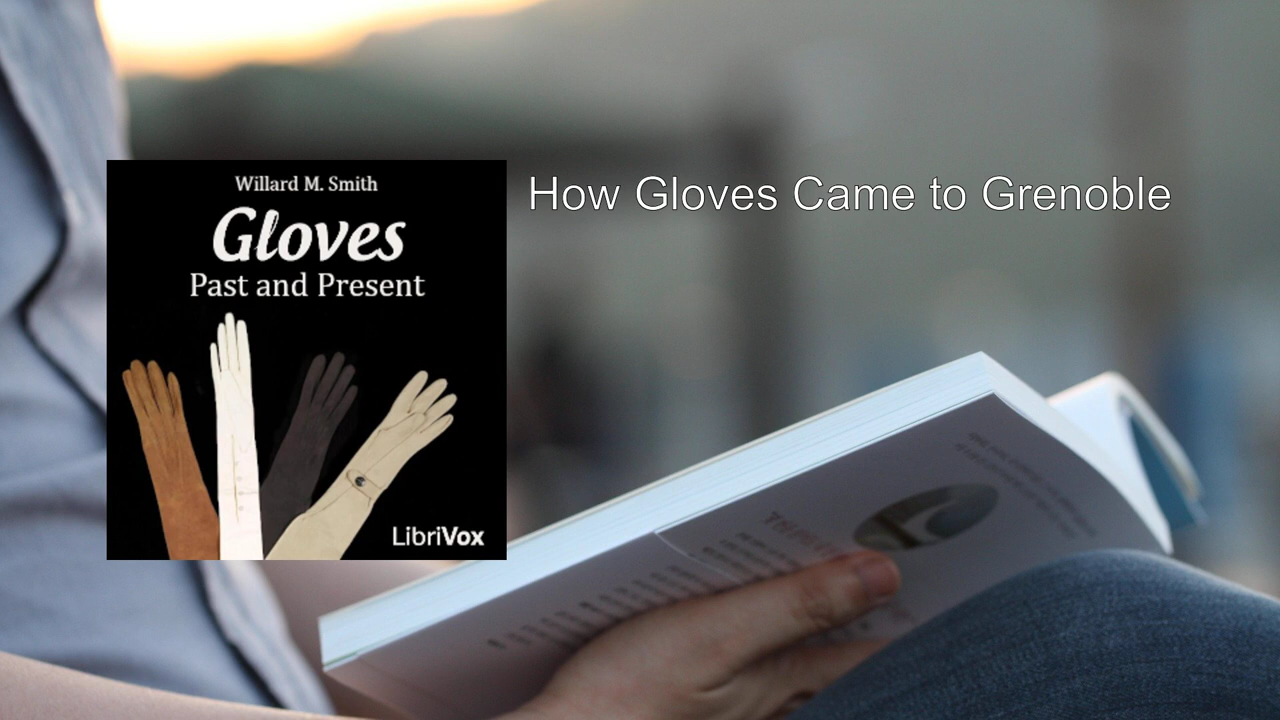 Willard M. Smith
Gloves
Past and Present
LibriVox
How Gloves Came to Grenoble